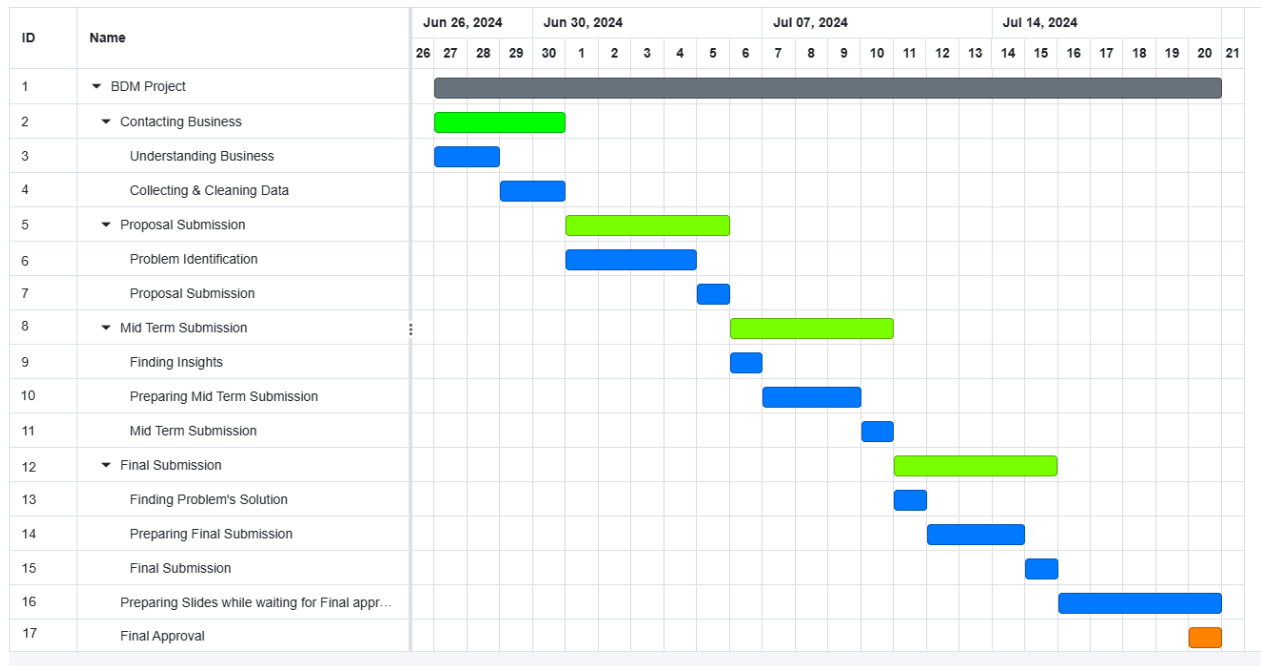 ID
Name
Jun 26, 2024
Jun 30, 2024
Jul 07, 2024
Jul 14, 2024
26 27 28 29 30 1 2 3 4 5 6 7 8 9 10 11 12 13 14 15 16 17 18 19 20 21
1 BDM Project
2 Contacting Business
3 Understanding Business
4 Collecting & Cleaning Data
5 Proposal Submission
6 Problem Identification
7 Proposal Submission
8 Mid Term Submission
9 Finding Insights
10 Preparing Mid Term Submission
11 Mid Term Submission
12 Final Submission
13 Finding Problem's Solution
14 Preparing Final Submission
15 Final Submission
16 Preparing Slides while waiting for Final appr...
17 Final Approval